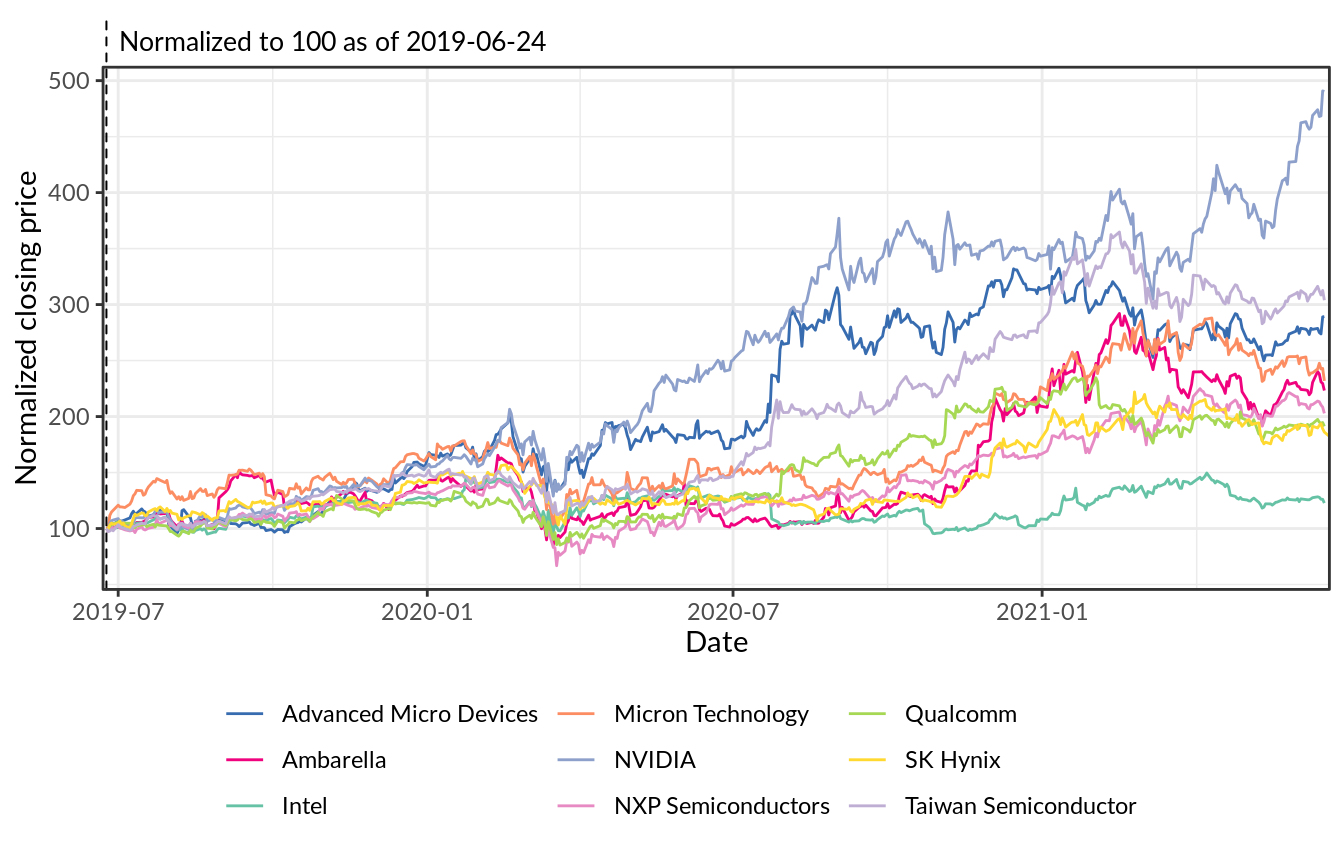 Normalized to 100 as of 2019-06-24
500
400
300
200
100
Normalized closing price
2019-07 2020-01 2020-07 2021-01
Date
Advanced Micro Devices Micron Technology Qualcomm
Ambarella NVIDIA SK Hynix
Intel NXP Semiconductors Taiwan Semiconductor